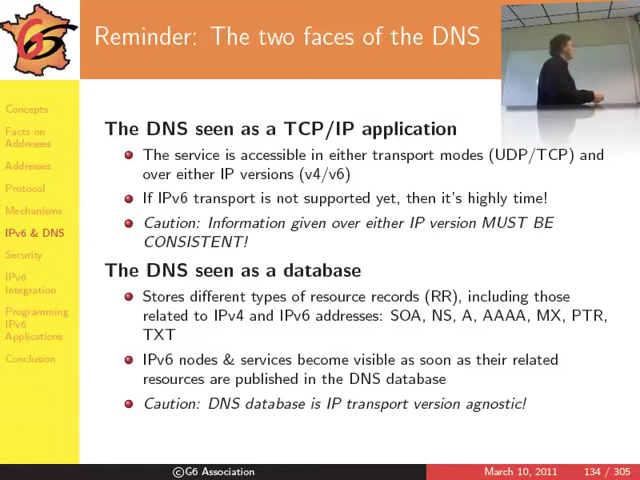 G6
Reminder: The two faces of the DNS
Concepts
Facts on
Addresses
Addresses
Protocol
Mechanisms
IPv6 & DNS
Security
IPv6
Integration
Programming
IPv6
Applications
Conclusion
The DNS seen as a TCP/IP application
The service is accessible in either transport modes (UDP/TCP) and
over either IP versions (v4/v6)
If IPv6 transport is not supported yet, then it's highly time!
Caution: Information given over either IP version MUST BE
CONSISTENT!
The DNS seen as a database
Stores different types of resource records (RR), including those
related to IPv4 and IPv6 addresses: SOA, NS, A, AAAA, MX, PTR,
TXT
IPv6 nodes & services become visible as soon as their related
resources are published in the DNS database
Caution: DNS database is IP transport version agnostic!
©G6 Association
March 10, 2011
134 / 305